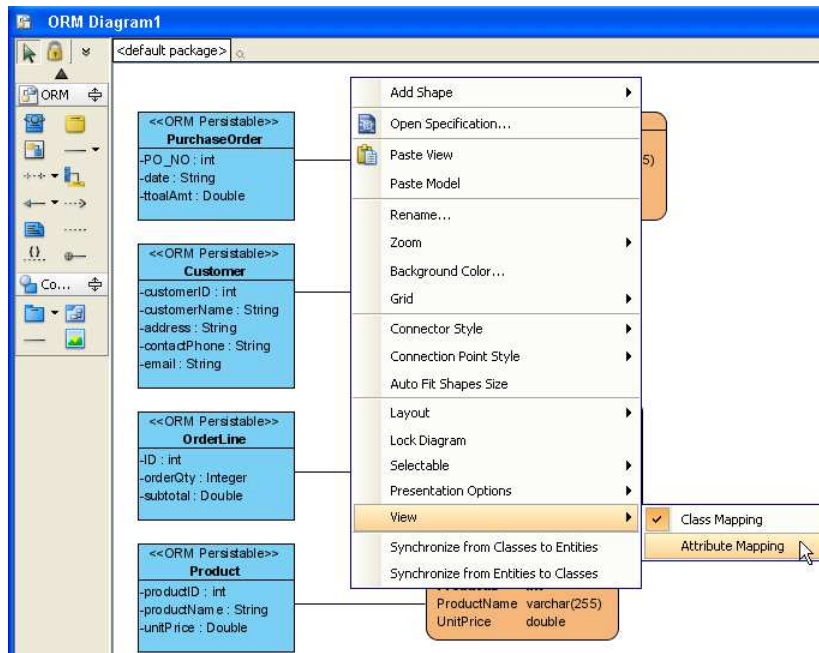 ORM Diagram1
<default package>
ORM
Co...
<<ORM Persistable>>
PurchaseOrder
-PO_NO : int
-date : String
-ttoalAmt : Double
<<ORM Persistable>>
Customer
-customerID : int
-customerName : String
-address : String
-contactPhone : String
-email : String
<<ORM Persistable>>
OrderLine
-ID : int
-orderQty : Integer
-subtotal : Double
<<ORM Persistable>>
Product
-productID : int
-productName : String
-unitPrice : Double
Add Shape
Open Specification...
Paste View
Paste Model
Rename...
Zoom
Background Color...
Grid
Connector Style
Connection Point Style
Auto Fit Shapes Size
Layout
Lock Diagram
Selectable
Presentation Options
View
Synchronize from Classes to Entities
Synchronize from Entities to Classes
Class Mapping
Attribute Mapping
5)
ProductName varchar(255)
UnitPrice double